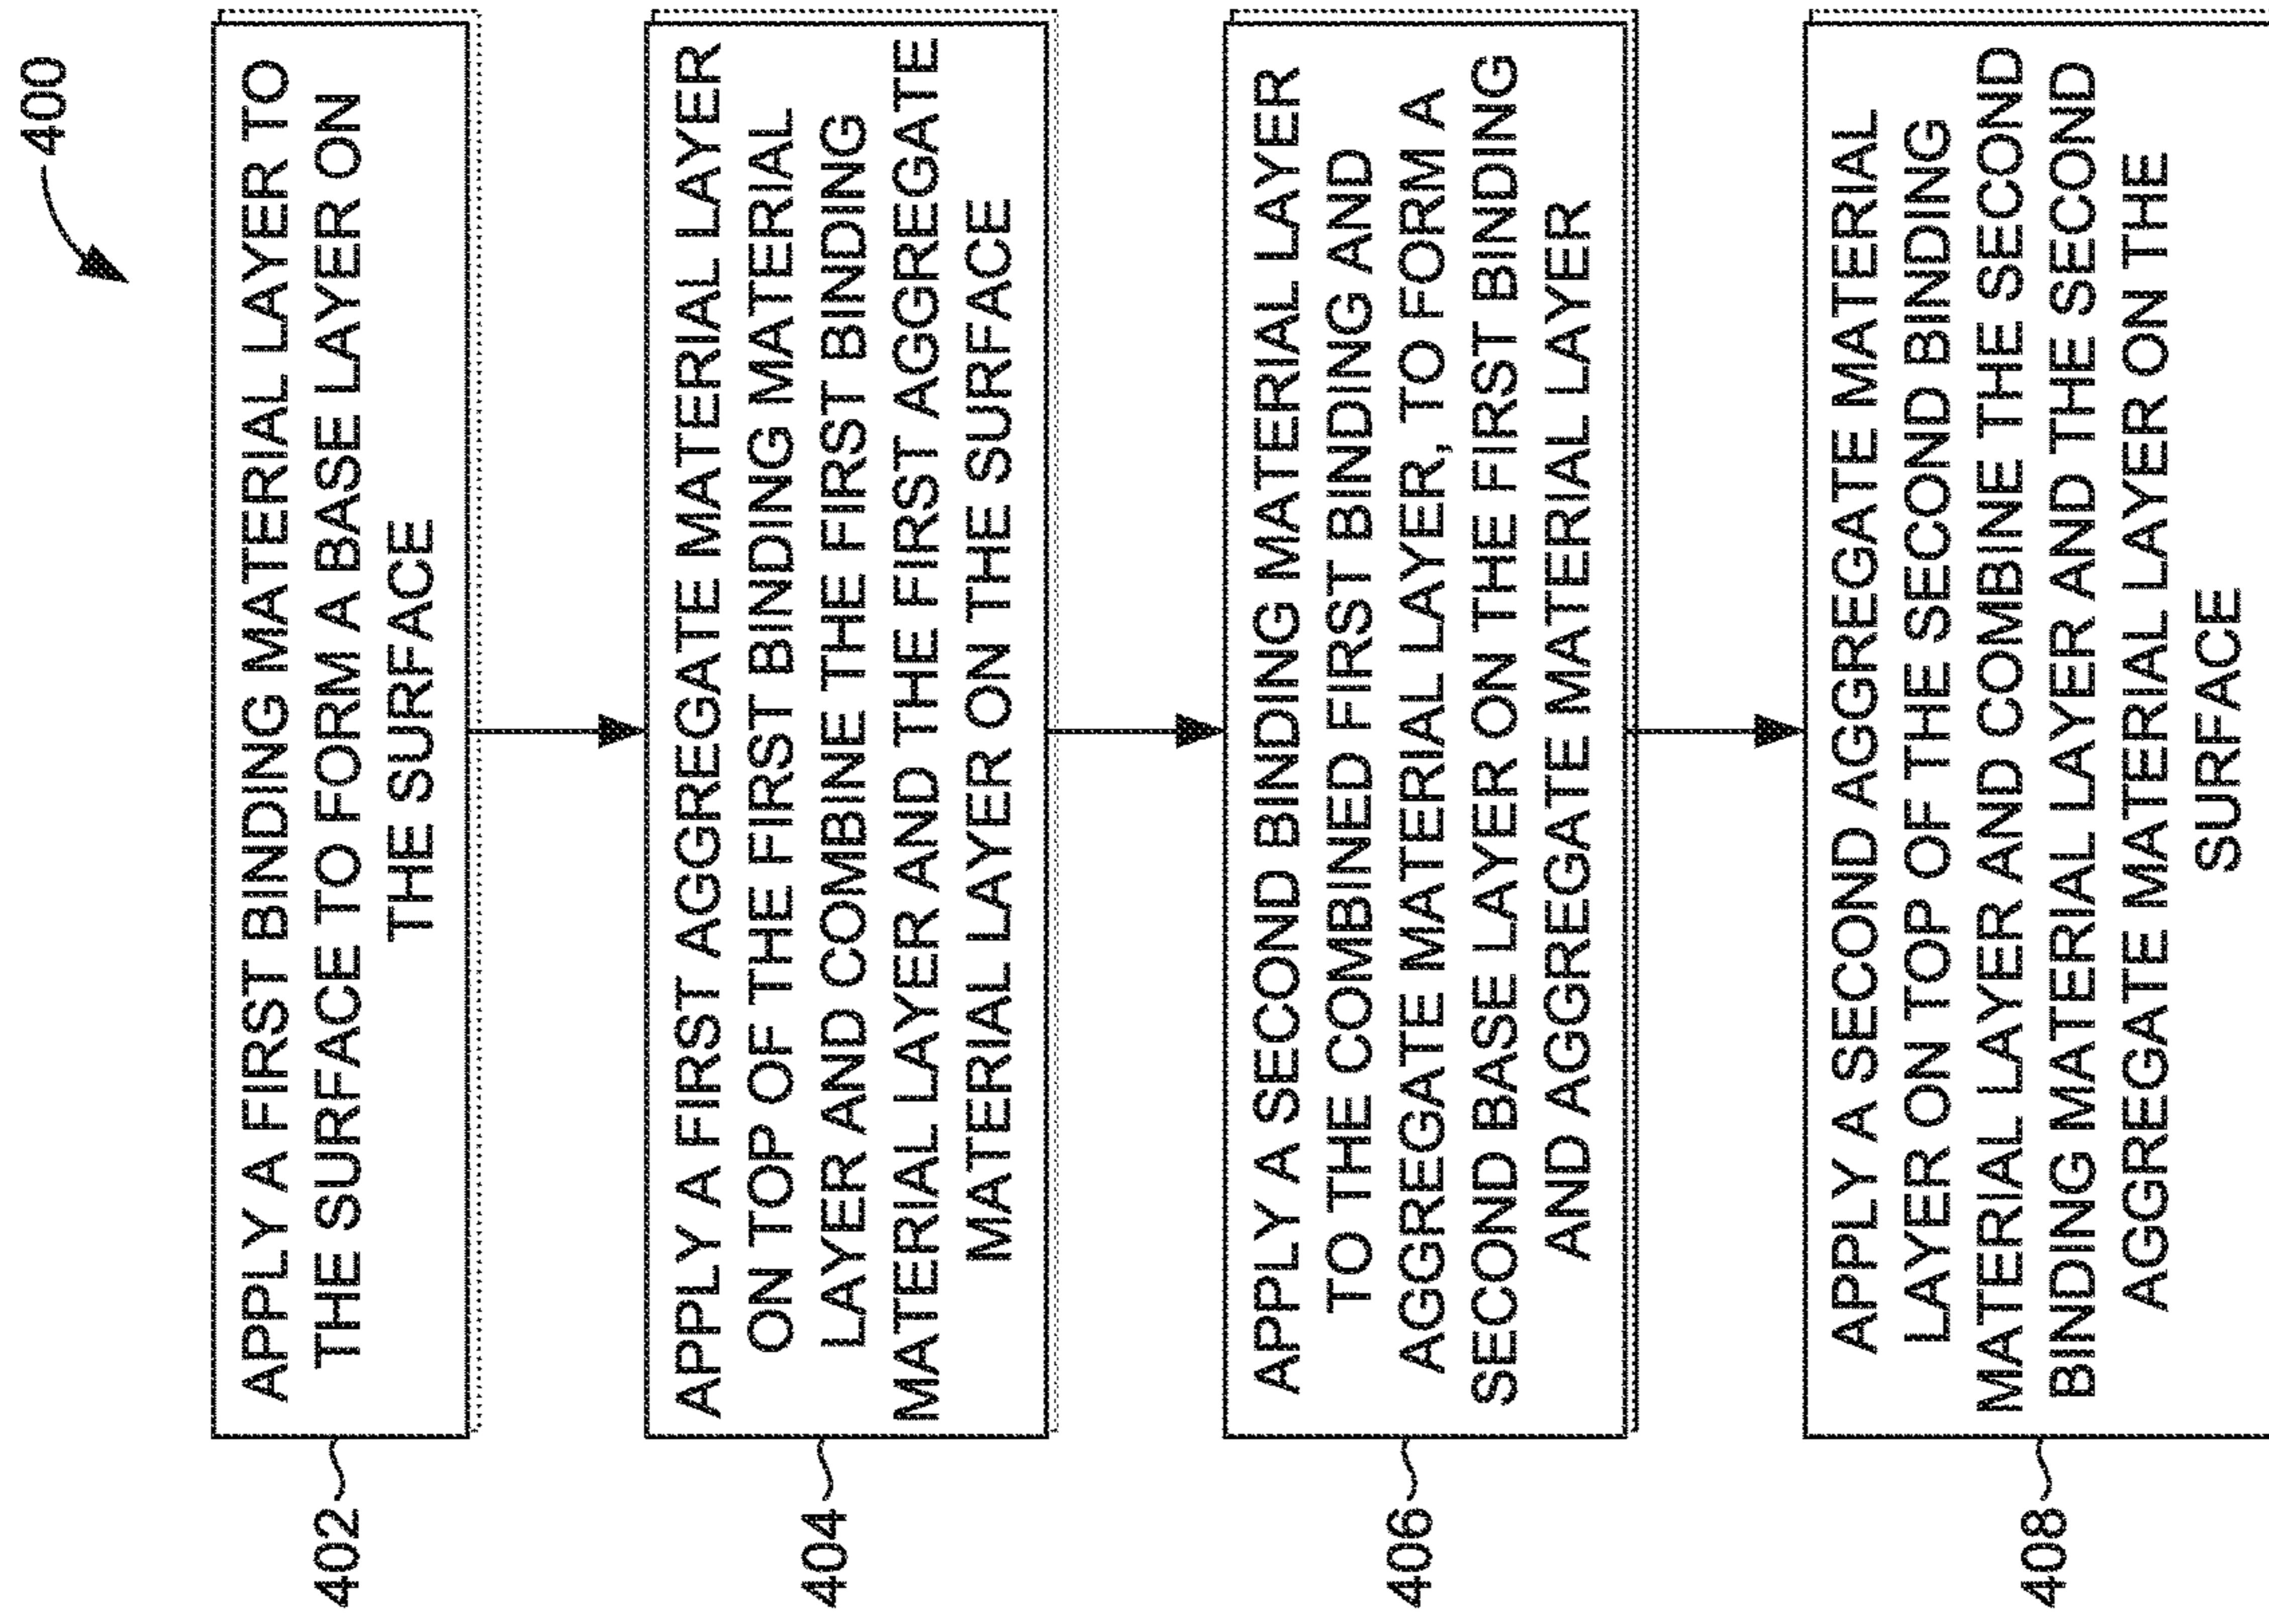 400
402
APPLY A FIRST BINDING MATERIAL LAYER TO
THE SURFACE TO FORM A BASE LAYER ON
THE SURFACE
404
APPLY A FIRST AGGREGATE MATERIAL LAYER
ON TOP OF THE FIRST BINDING MATERIAL
LAYER AND COMBINE THE FIRST BINDING
MATERIAL LAYER AND THE FIRST AGGREGATE
MATERIAL LAYER ON THE SURFACE
406
APPLY A SECOND BINDING MATERIAL LAYER
TO THE COMBINED FIRST BINDING AND
AGGREGATE MATERIAL LAYER, TO FORM A
SECOND BASE LAYER ON THE FIRST BINDING
AND AGGREGATE MATERIAL LAYER
408
APPLY A SECOND AGGREGATE MATERIAL
LAYER ON TOP OF THE SECOND BINDING
MATERIAL LAYER AND COMBINE THE SECOND
BINDING MATERIAL LAYER AND THE SECOND
AGGREGATE MATERIAL LAYER ON THE
SURFACE